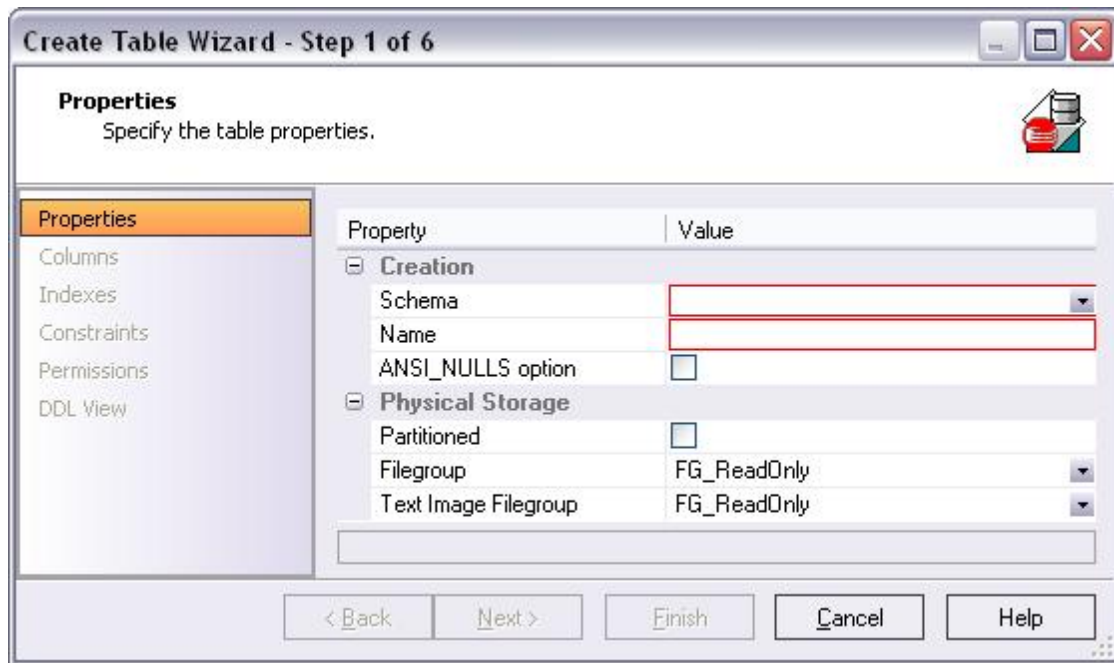 Create Table Wizard - Step 1 of 6
Properties
Specify the table properties.
Properties
Columns
Indexes
Constraints
Permissions
DDL View
Property Value
Creation
Schema
Name
ANSI_NULLS option
Physical Storage
Partitioned
Filegroup FG_ReadOnly
Text Image Filegroup FG_ReadOnly
< Back Next > Finish Cancel Help